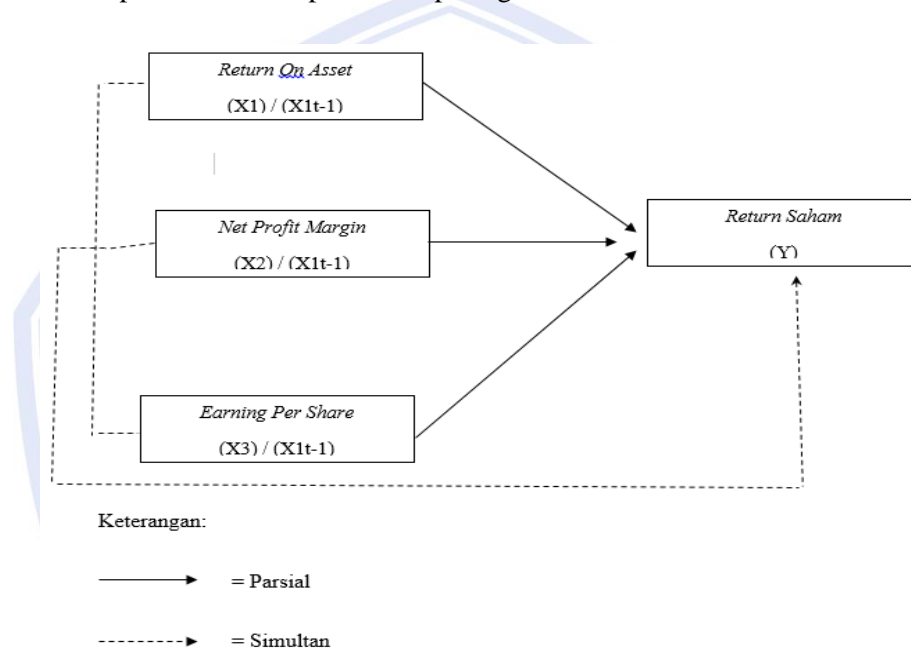 Return On Asset
(X1) / (X1t-1)
Net Profit Margin
(X2) / (X1t-1)
Return Saham
(Y)
Earning Per Share
(X3) / (X1t-1)
Keterangan:
= Parsial
= Simultan